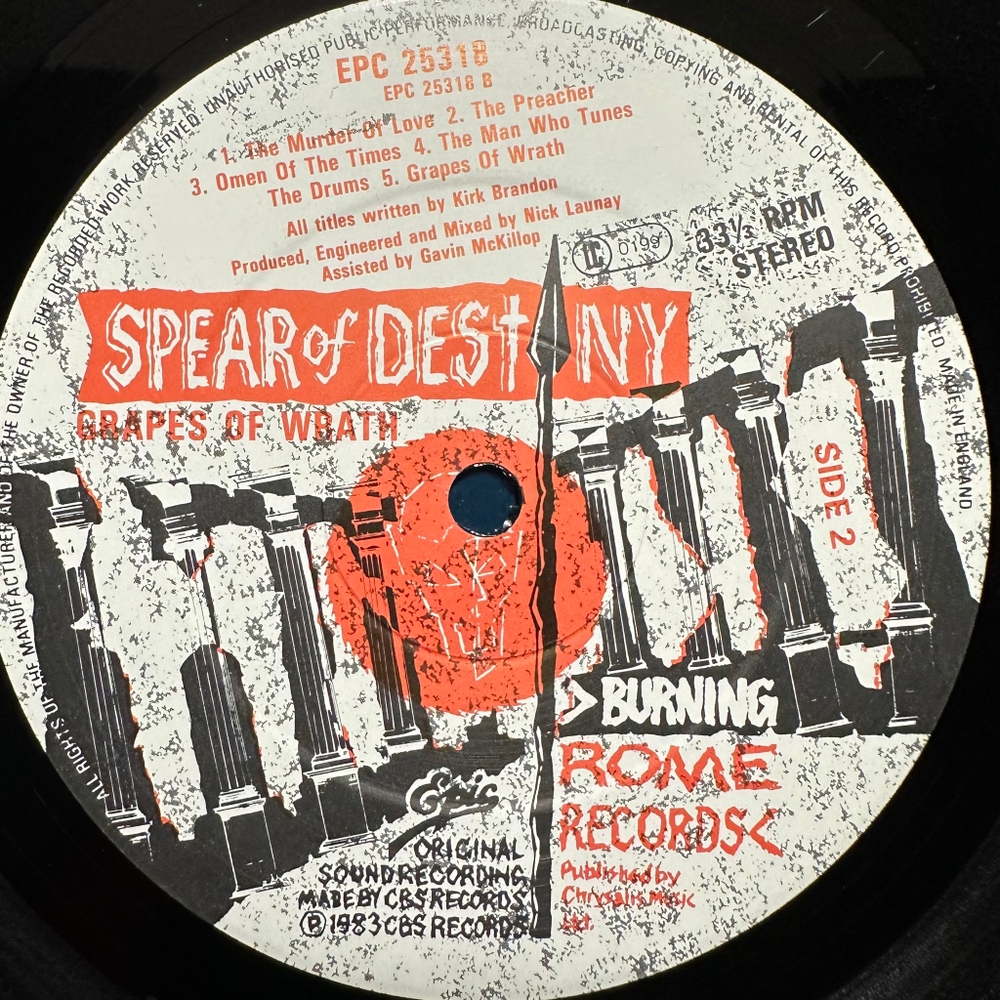 ALL RIGHTS OF THE MANUFACTURER AND OF THE OWNER OF THE RECORDED WORK RESERVED. UNAUTHORISED PUBLIC PERFORMANCE, BROADCASTING, COPYING AND RENTAL OF THIS RECORD PROHIBITED MADE IN ENGLAND
EPC 25318
EPC 25318 B
1. The Murder Of Love 2. The Preacher
3. Omen Of The Times 4. The Man Who Tunes
The Drums 5. Grapes Of Wrath
All titles written by Kirk Brandon
Produced, Engineered and Mixed by Nick Launay
Assisted by Gavin McKillop
LC 0199
33⅓ RPM
STEREO
SPEAR of DESTINY
GRAPES OF WRATH
SIDE 2
> BURNING
ROME
RECORDS<
Epic
ORIGINAL
SOUND RECORDING
MADE BY CBS RECORDS
℗ 1983 CBS RECORDS
Published by
Chrysalis Music
Ltd.